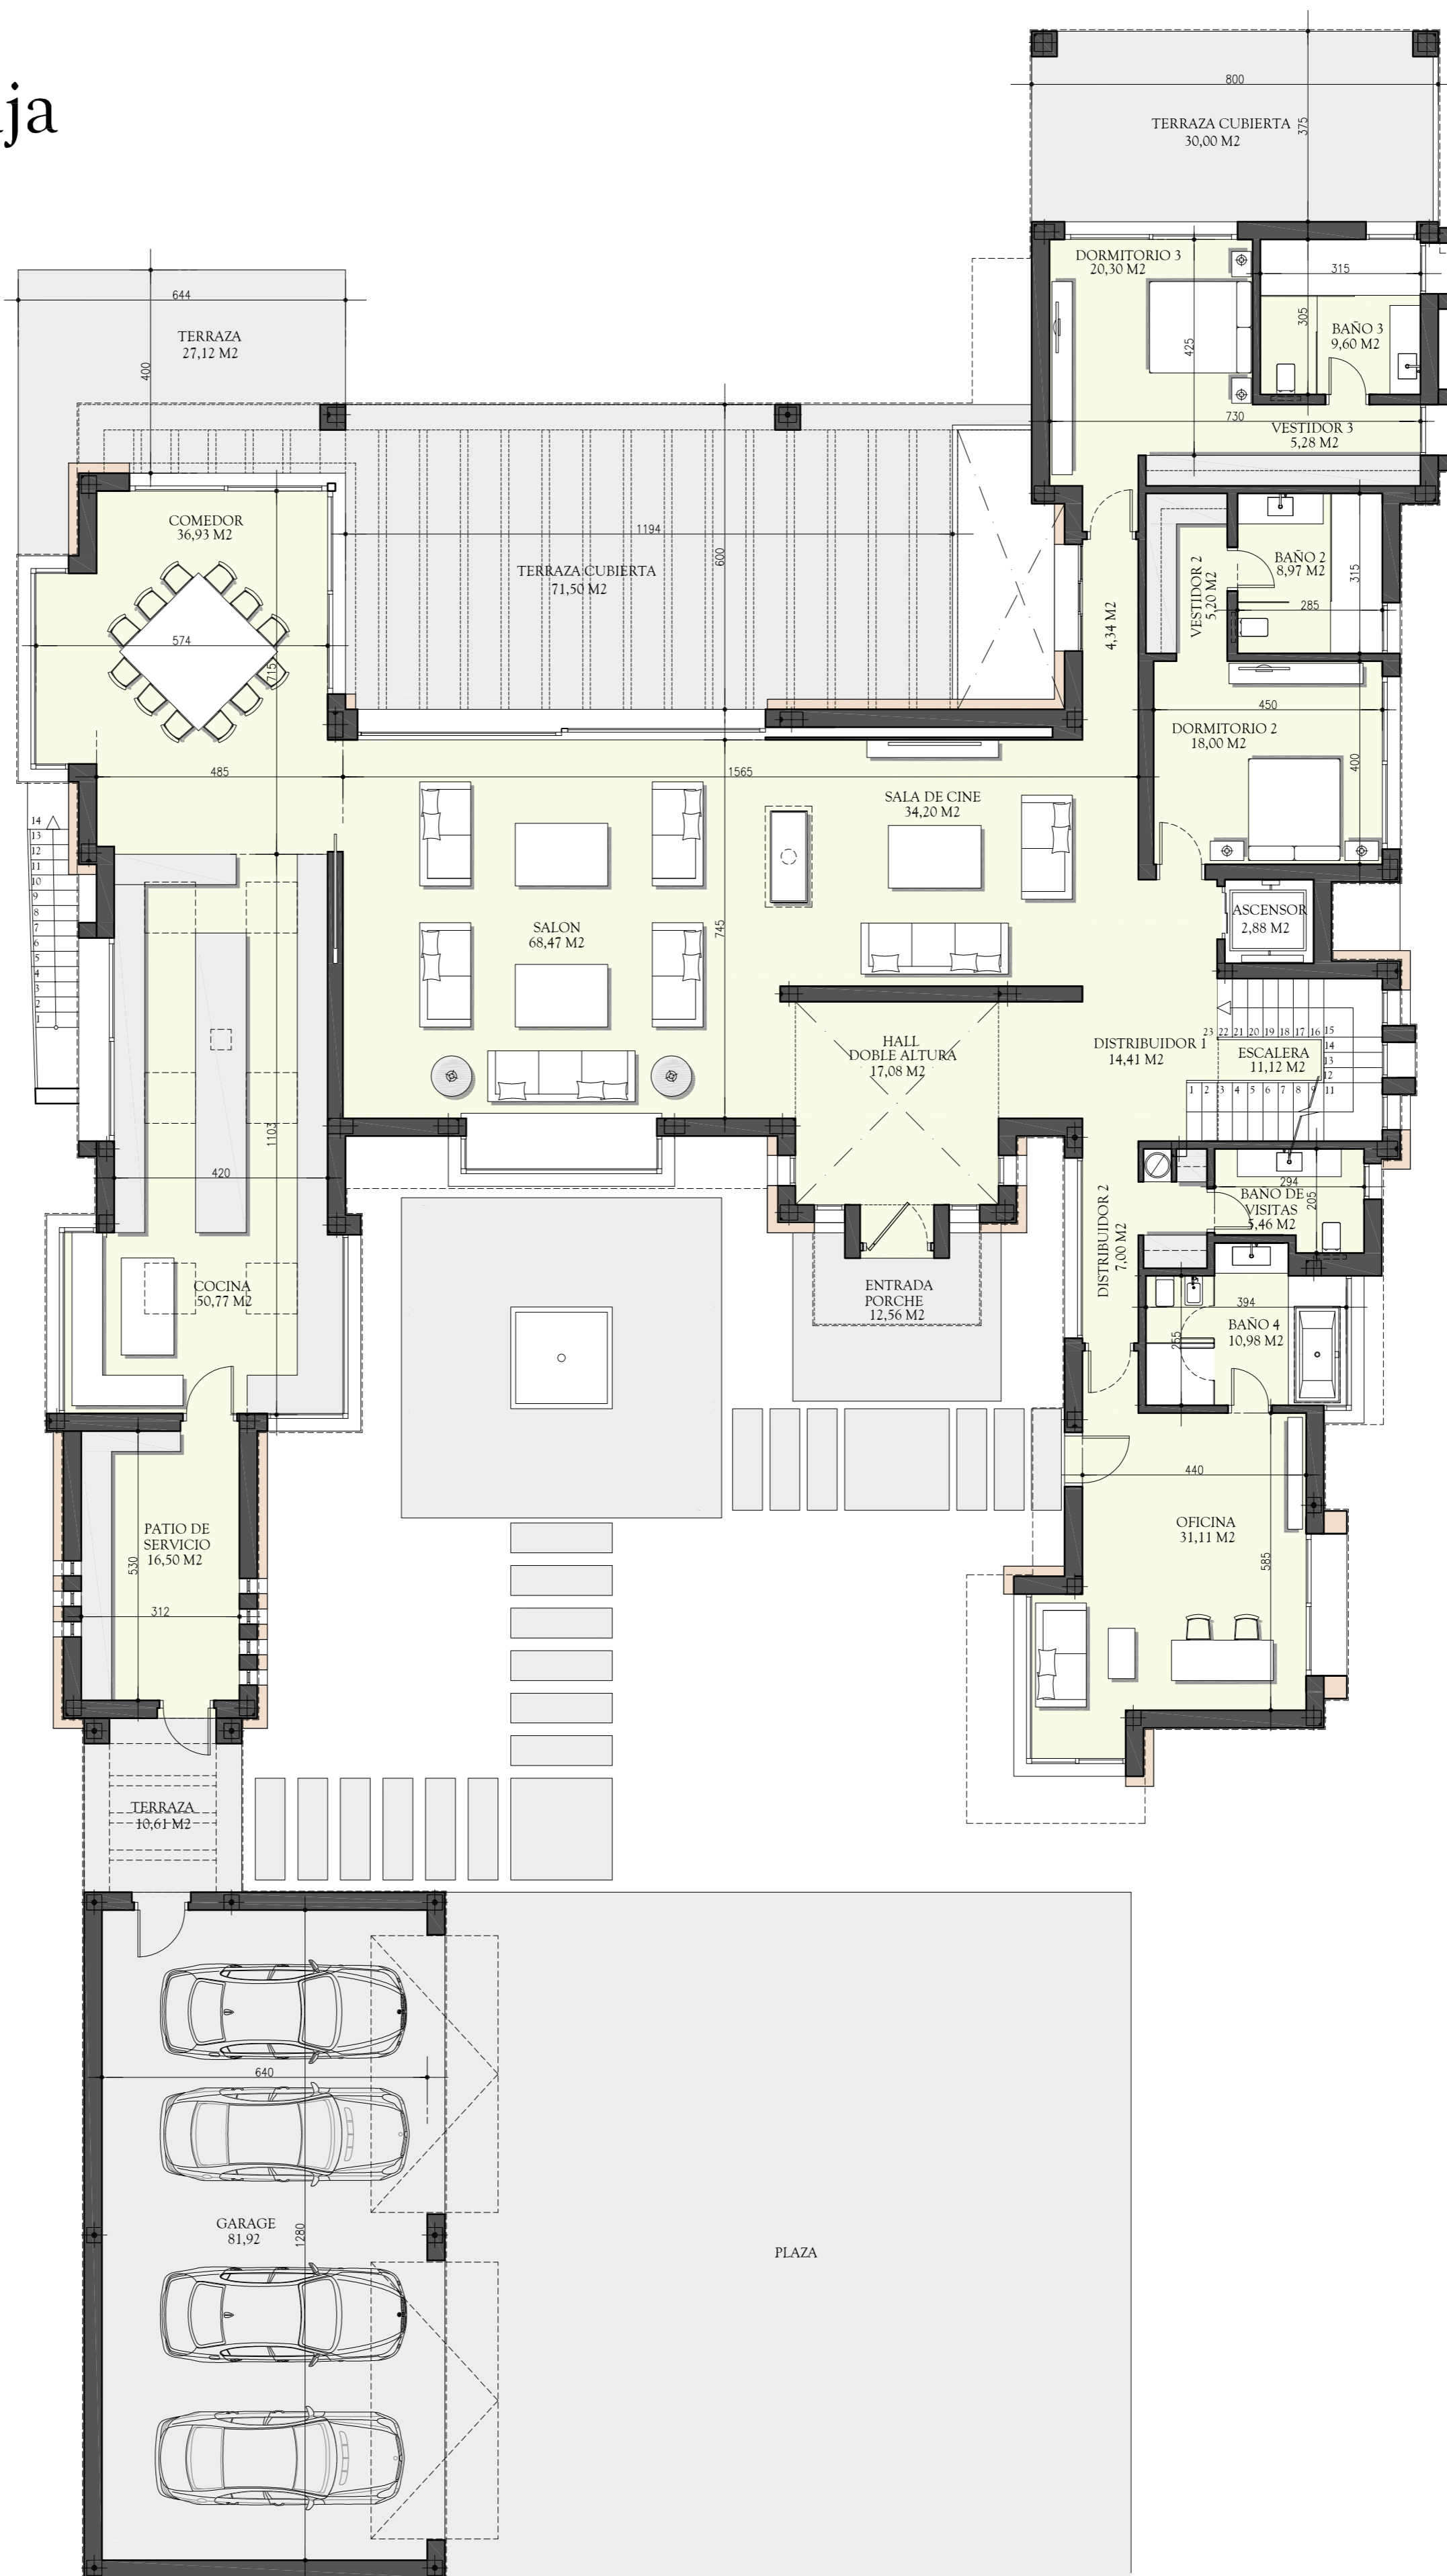 ja
800
TERRAZA CUBIERTA
30,00 M2
375
DORMITORIO 3
20,30 M2
315
305
BAÑO 3
9,60 M2
425
730
VESTIDOR 3
5,28 M2
644
TERRAZA
27,12 M2
400
COMEDOR
36,93 M2
574
715
1194
600
TERRAZA CUBIERTA
71,50 M2
4,34 M2
VESTIDOR 2
5,20 M2
BAÑO 2
8,97 M2
315
285
450
DORMITORIO 2
18,00 M2
400
485
1565
SALA DE CINE
34,20 M2
14
13
12
11
10
9
8
7
6
5
4
3
2
1
SALON
68,47 M2
745
ASCENSOR
2,88 M2
HALL
DOBLE ALTURA
17,08 M2
DISTRIBUIDOR 1
14,41 M2
23 22 21 20 19 18 17 16 15
14
13
12
11
ESCALERA
11,12 M2
1 2 3 4 5 6 7 8 9
1103
420
294
205
BAÑO DE
VISITAS
5,46 M2
DISTRIBUIDOR 2
7,00 M2
COCINA
50,77 M2
ENTRADA
PORCHE
12,56 M2
394
265
BAÑO 4
10,98 M2
440
OFICINA
31,11 M2
585
PATIO DE
SERVICIO
16,50 M2
530
312
TERRAZA
10,61 M2
640
GARAGE
81,92
1280
PLAZA